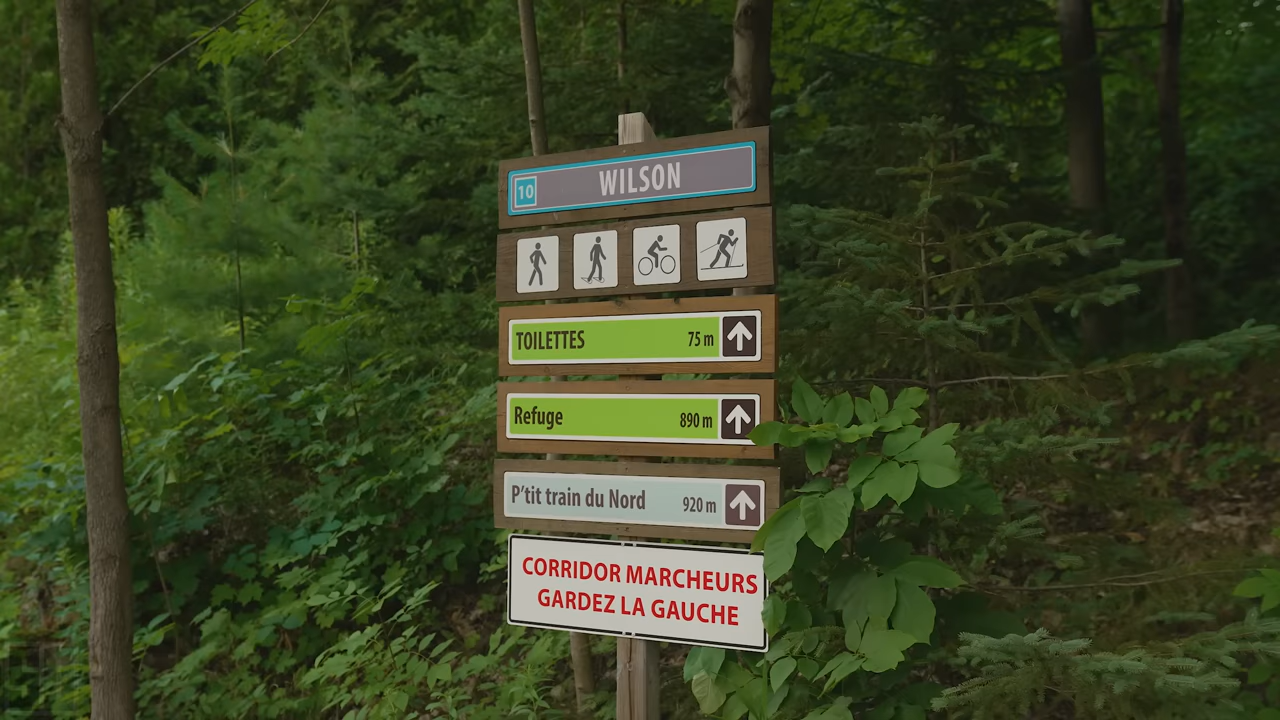 10 WILSON
TOILETTES 75 m
Refuge 890 m
P'tit train du Nord 920 m
CORRIDOR MARCHEURS
GARDEZ LA GAUCHE